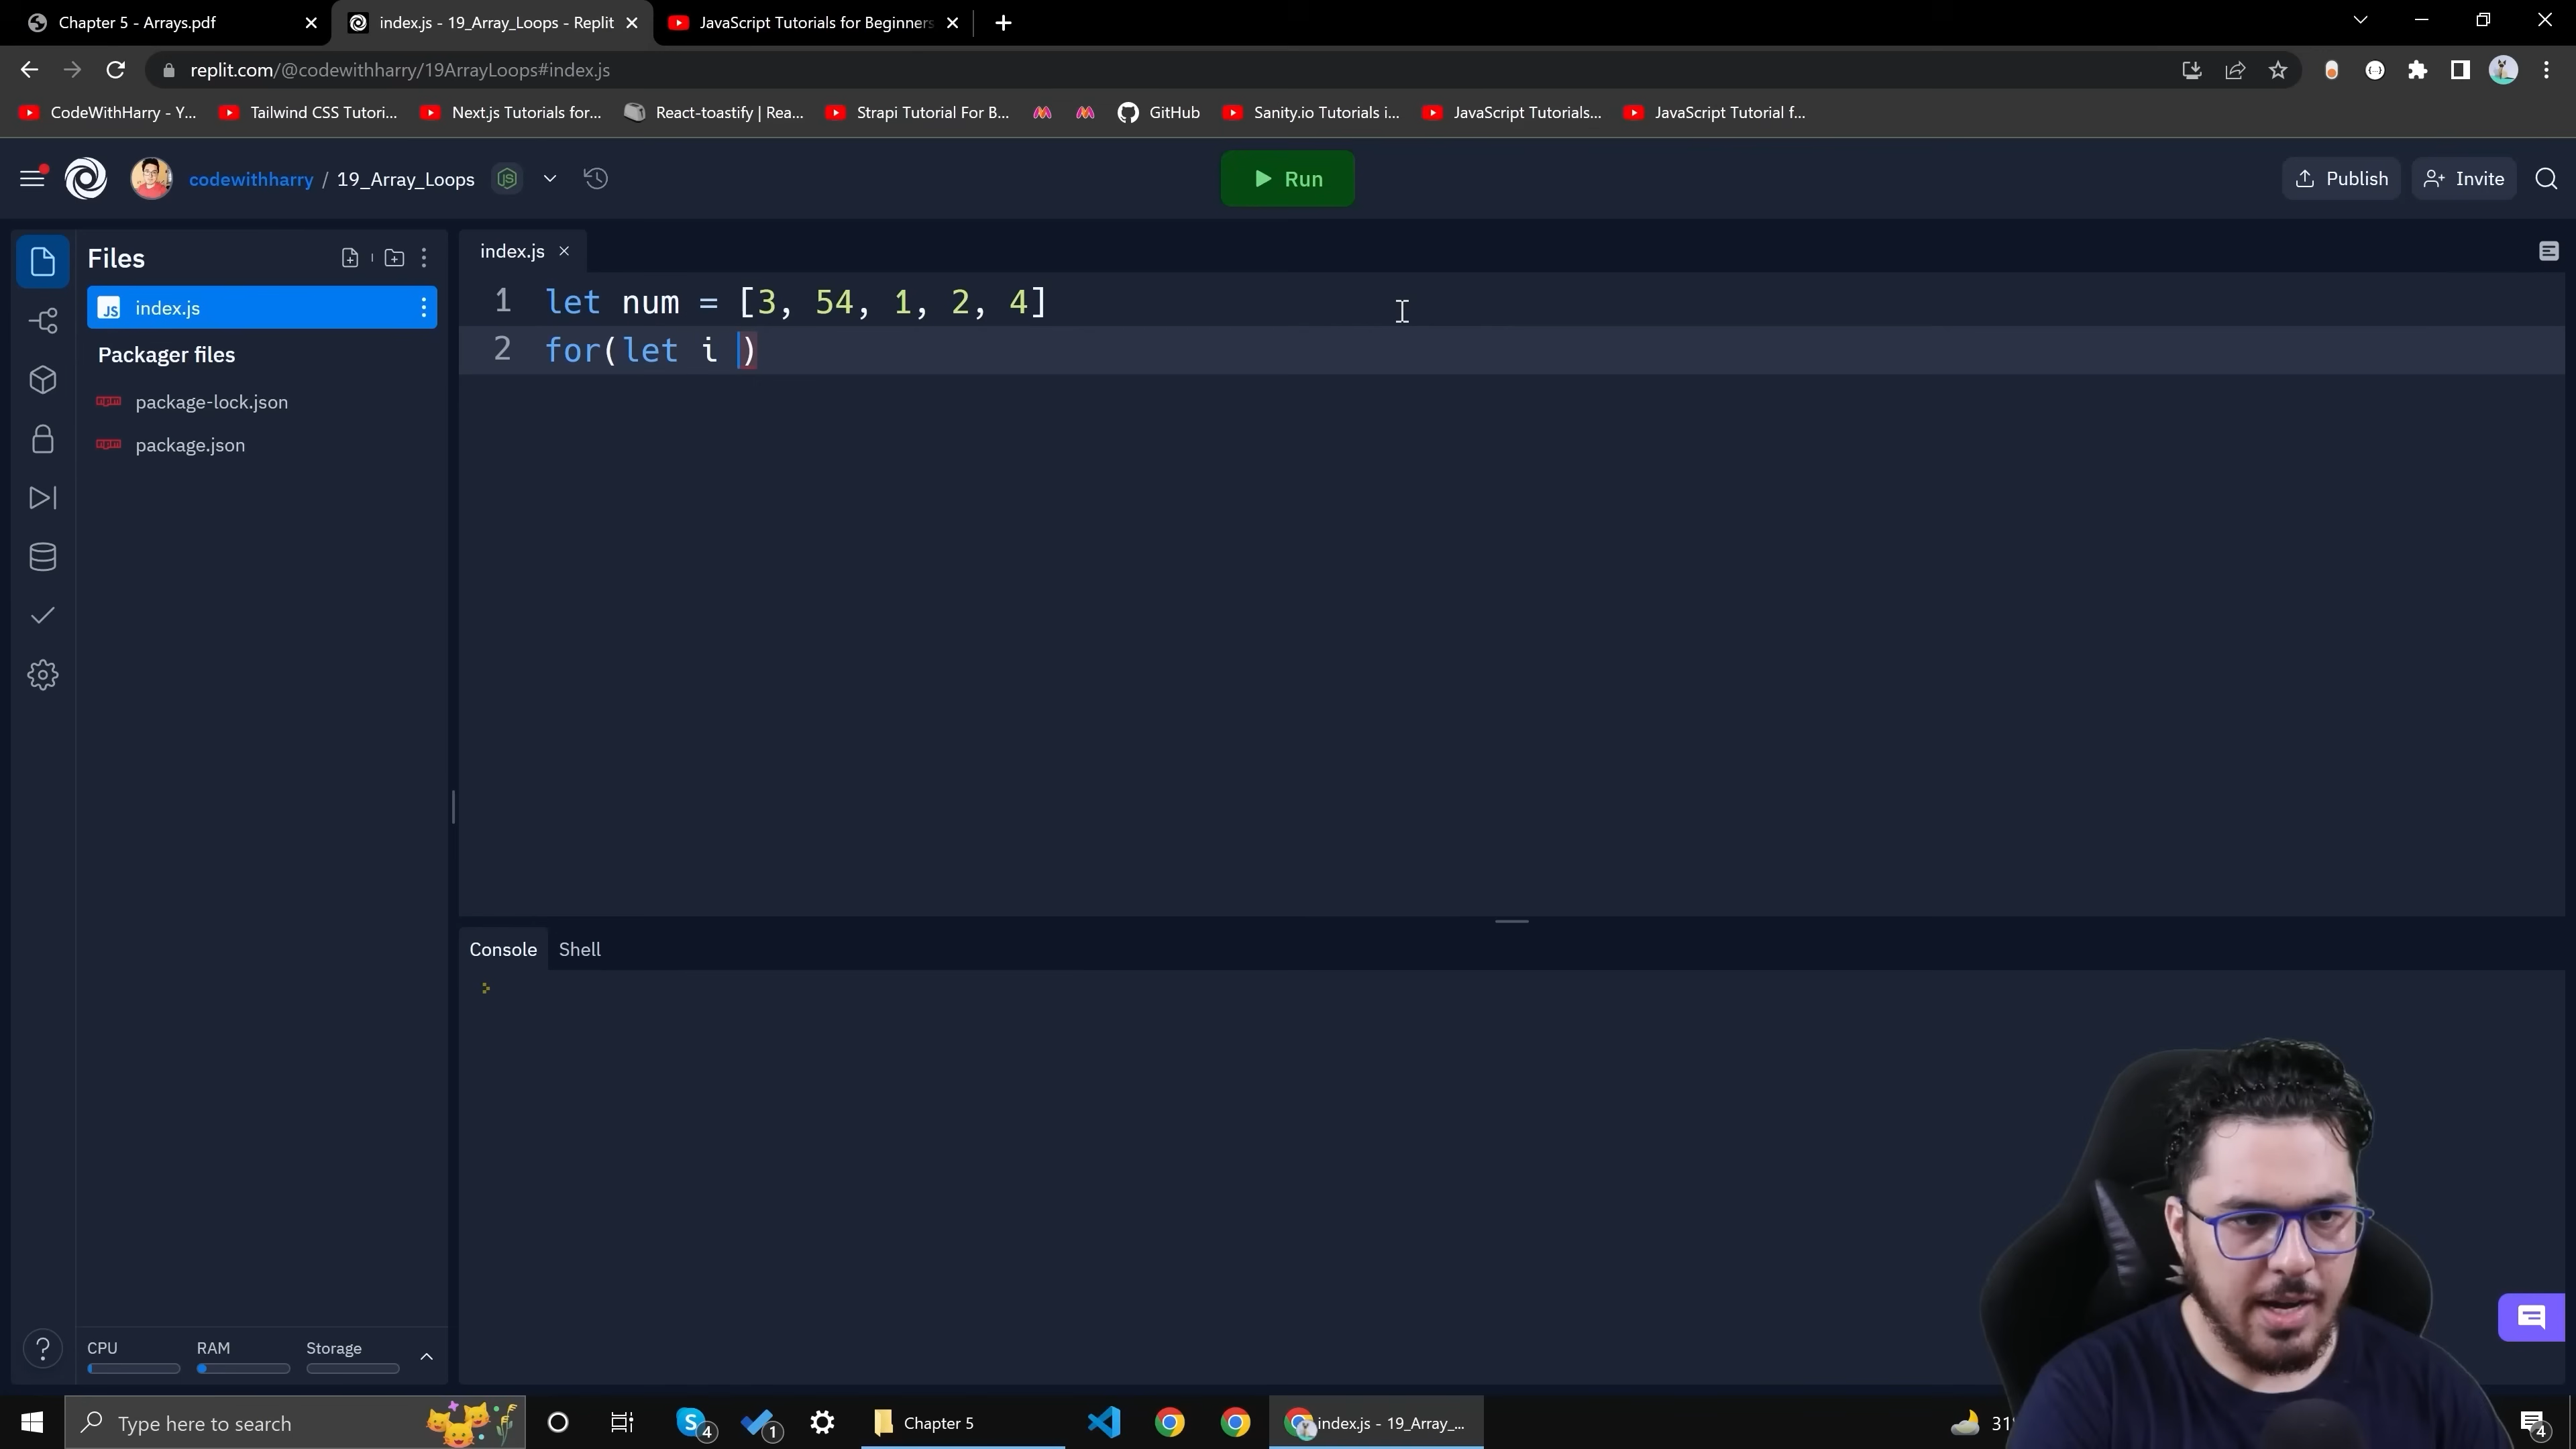 Chapter 5 - Arrays.pdf
index.js - 19_Array_Loops - Replit
JavaScript Tutorials for Beginners
replit.com/@codewithharry/19ArrayLoops#index.js
CodeWithHarry - Y...
Tailwind CSS Tutori...
Next.js Tutorials for...
React-toastify | Rea...
Strapi Tutorial For B...
GitHub
Sanity.io Tutorials i...
JavaScript Tutorials...
JavaScript Tutorial f...
codewithharry / 19_Array_Loops
Run
Publish
Invite
Files
index.js
Packager files
package-lock.json
package.json
index.js
1 let num = [3, 54, 1, 2, 4]
2 for(let i )
Console
Shell
CPU
RAM
Storage
Type here to search
4
1
Chapter 5
index.js - 19_Array_...
31
4